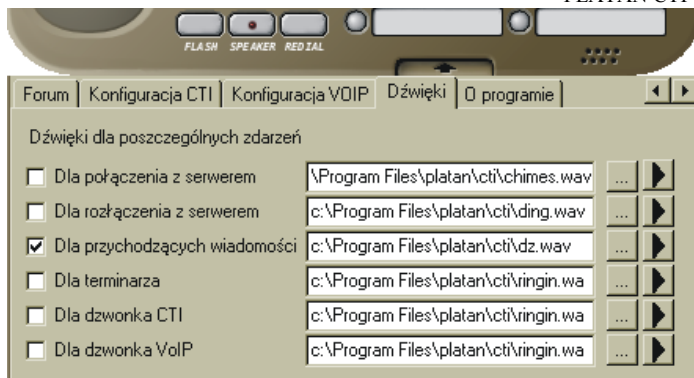 FLASH SPEAKER REDIAL
Forum Konfiguracja CTI Konfiguracja VOIP Dźwięki O programie
Dźwięki dla poszczególnych zdarzeń
Dla połączenia z serwerem \Program Files\platan\cti\chimes.wav ...
Dla rozłączenia z serwerem c:\Program Files\platan\cti\ding.wav ...
Dla przychodzących wiadomości c:\Program Files\platan\cti\dz.wav ...
Dla terminarza c:\Program Files\platan\cti\ringin.wa ...
Dla dzwonka CTI c:\Program Files\platan\cti\ringin.wa ...
Dla dzwonka VoIP c:\Program Files\platan\cti\ringin.wa ...